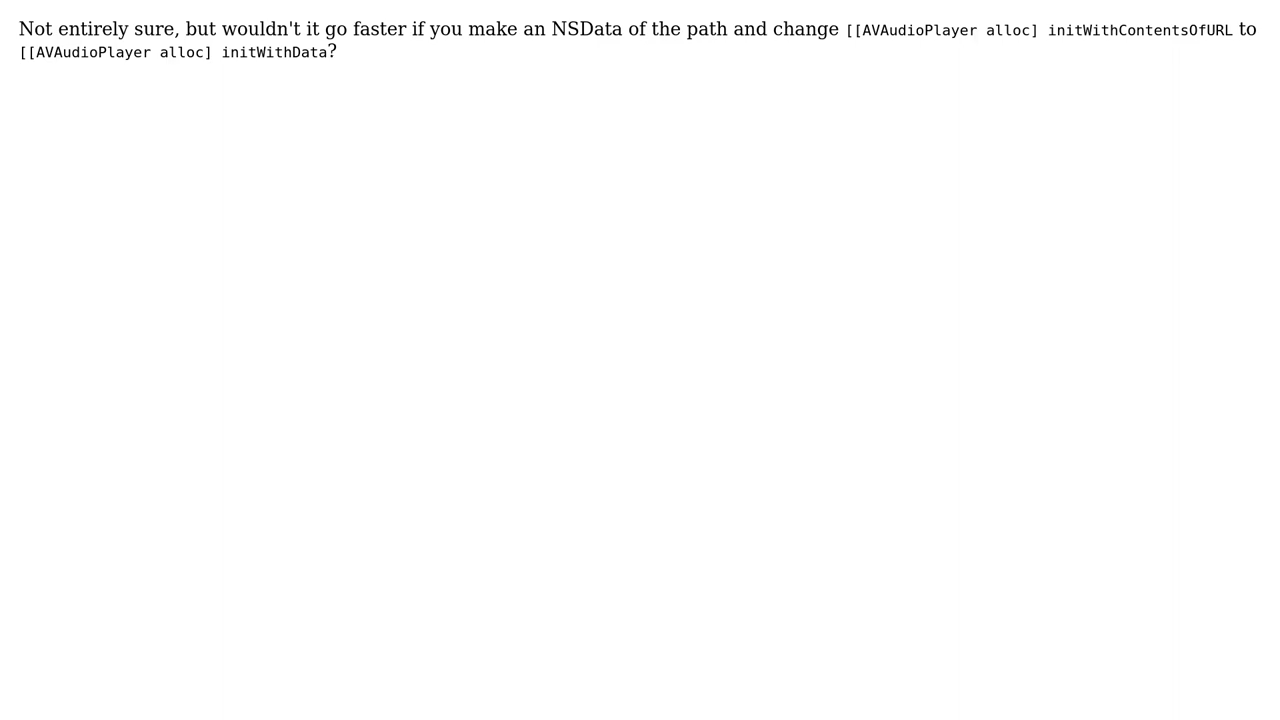 Not entirely sure, but wouldn't it go faster if you make an NSData of the path and change [[AVAudioPlayer alloc] initWithContentsOfURL to
[[AVAudioPlayer alloc] initWithData?